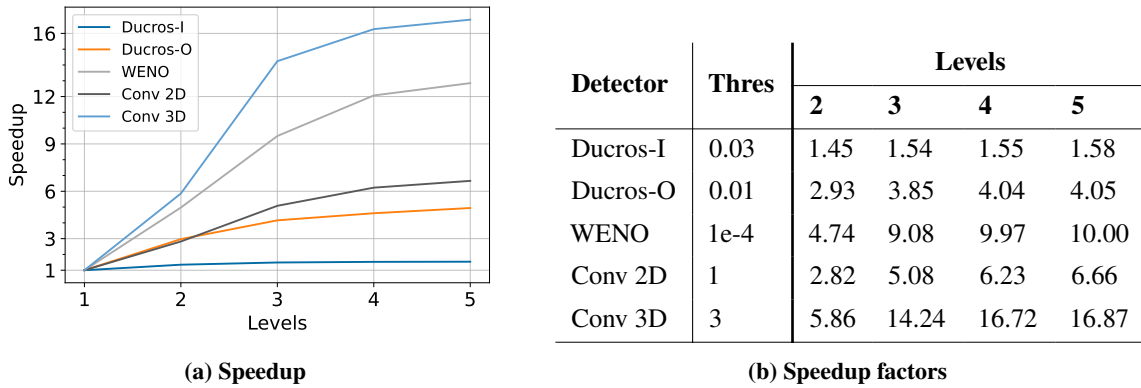 16
12
9
6
3
1
Speedup
Ducros-I
Ducros-O
WENO
Conv 2D
Conv 3D
1 2 3 4 5
Levels
(a) Speedup
Detector Thres Levels
2 3 4 5
Ducros-I 0.03 1.45 1.54 1.55 1.58
Ducros-O 0.01 2.93 3.85 4.04 4.05
WENO 1e-4 4.74 9.08 9.97 10.00
Conv 2D 1 2.82 5.08 6.23 6.66
Conv 3D 3 5.86 14.24 16.72 16.87
(b) Speedup factors